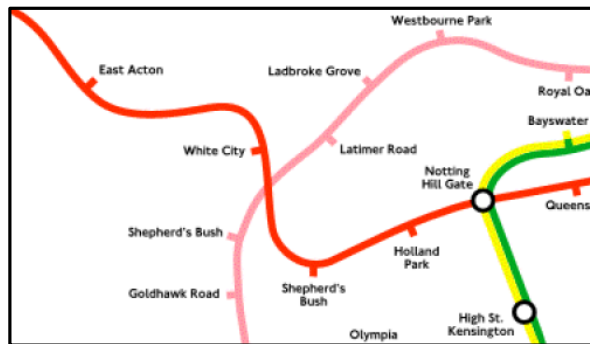 Westbourne Park
East Acton
Ladbroke Grove
Royal Oa
Bayswater
White City
Latimer Road
Notting
Hill Gate
Queens
Shepherd's Bush
Holland
Park
Goldhawk Road
Shepherd's
Bush
High St.
Kensington
Olympia